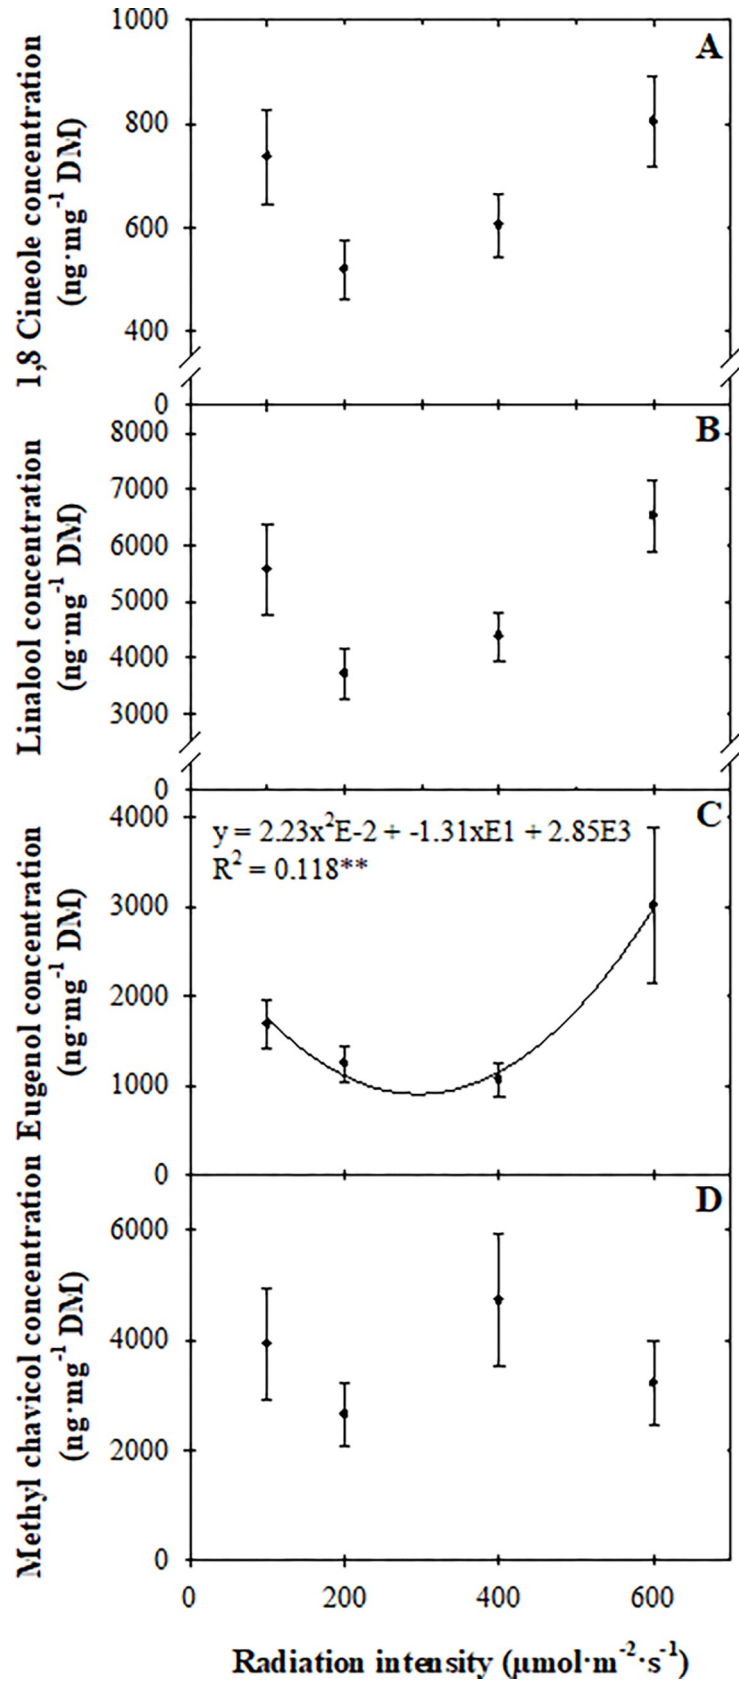 A
1,8 Cineole concentration
(ng·mg⁻¹ DM)
1000
800
600
400
0
B
Linalool concentration
(ng·mg⁻¹ DM)
8000
7000
6000
5000
4000
3000
0
C
Eugenol concentration
(ng·mg⁻¹ DM)
y = 2.23x²E-2 + -1.31xE1 + 2.85E3
R² = 0.118**
4000
3000
2000
1000
0
D
Methyl chavicol concentration
(ng·mg⁻¹ DM)
6000
4000
2000
0
0 200 400 600
Radiation intensity (µmol·m⁻²·s⁻¹)